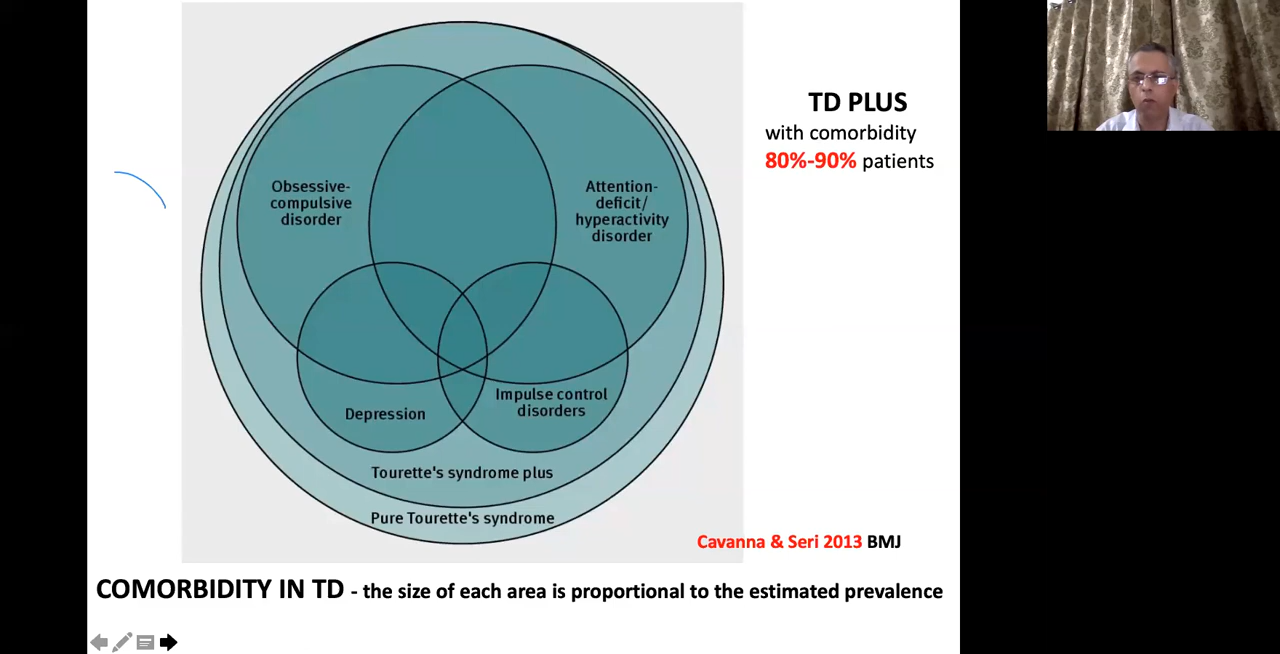 TD PLUS
with comorbidity
80%-90% patients
Obsessive-
compulsive
disorder
Attention-
deficit/
hyperactivity
disorder
Depression
Impulse control
disorders
Tourette's syndrome plus
Pure Tourette's syndrome
Cavanna & Seri 2013 BMJ
COMORBIDITY IN TD - the size of each area is proportional to the estimated prevalence